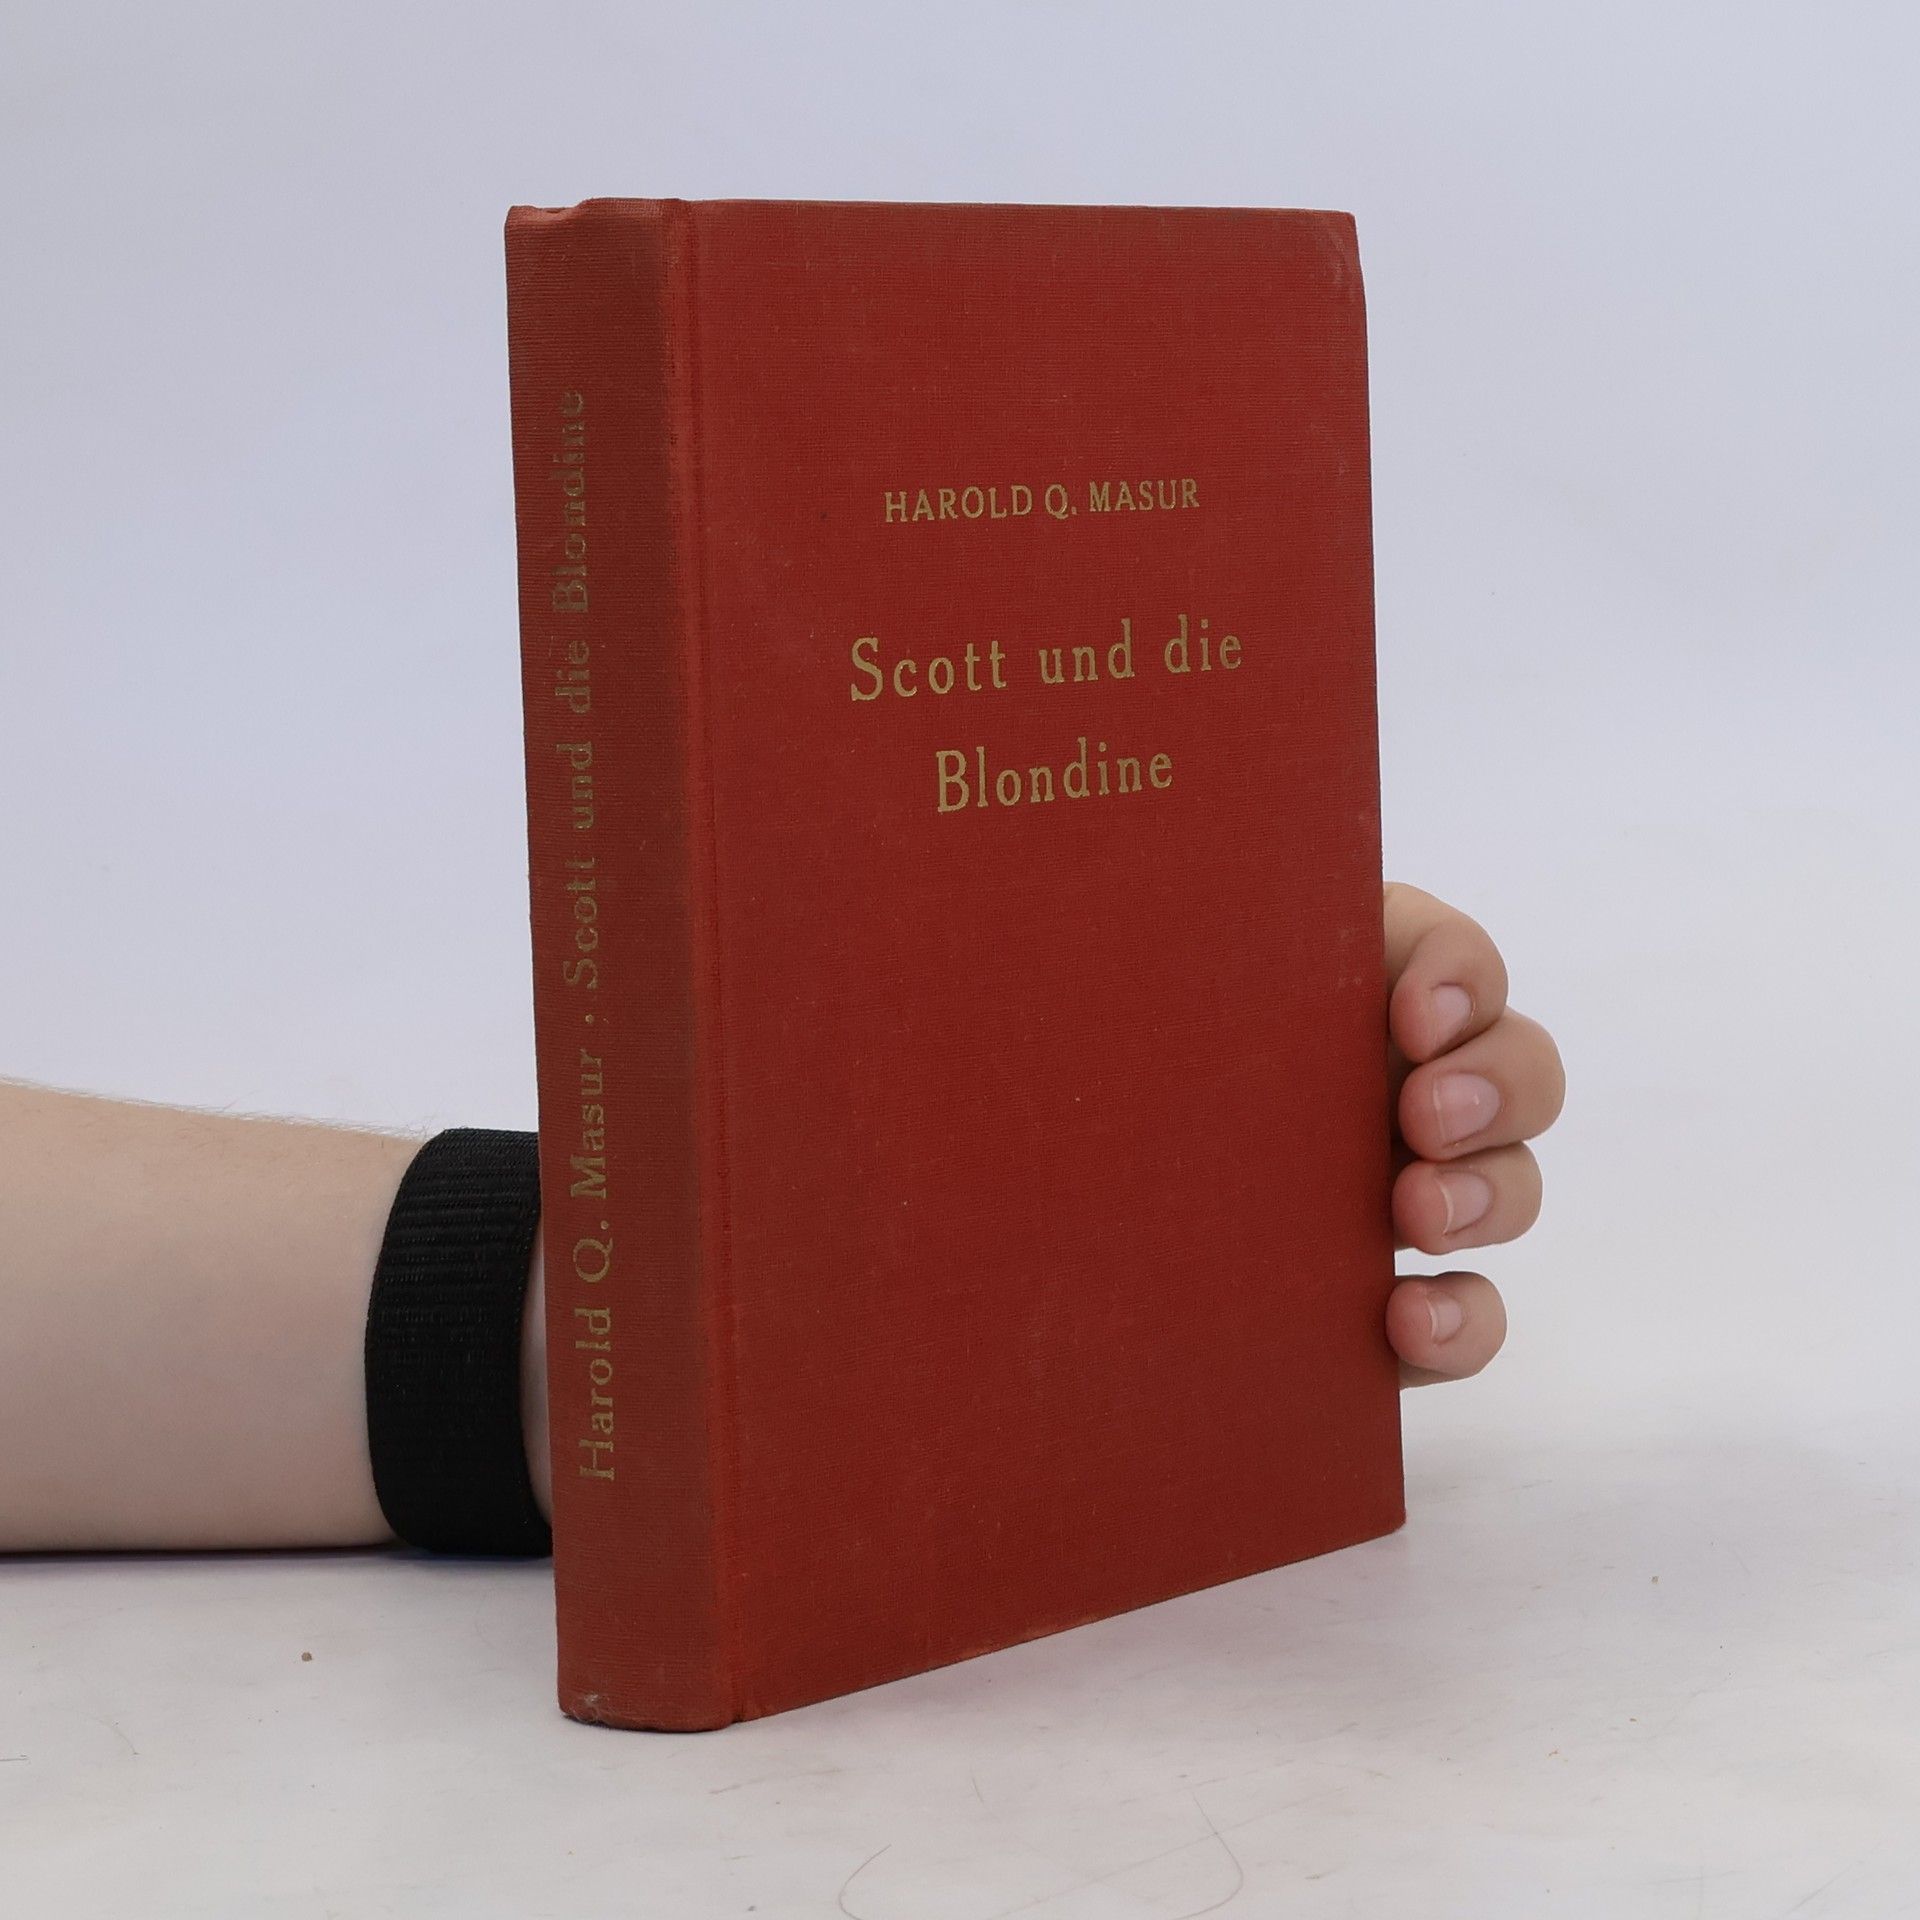 Harold Q. Masur . Scott und die Blondine
HAROLD Q. MASUR
Scott und die
Blondine